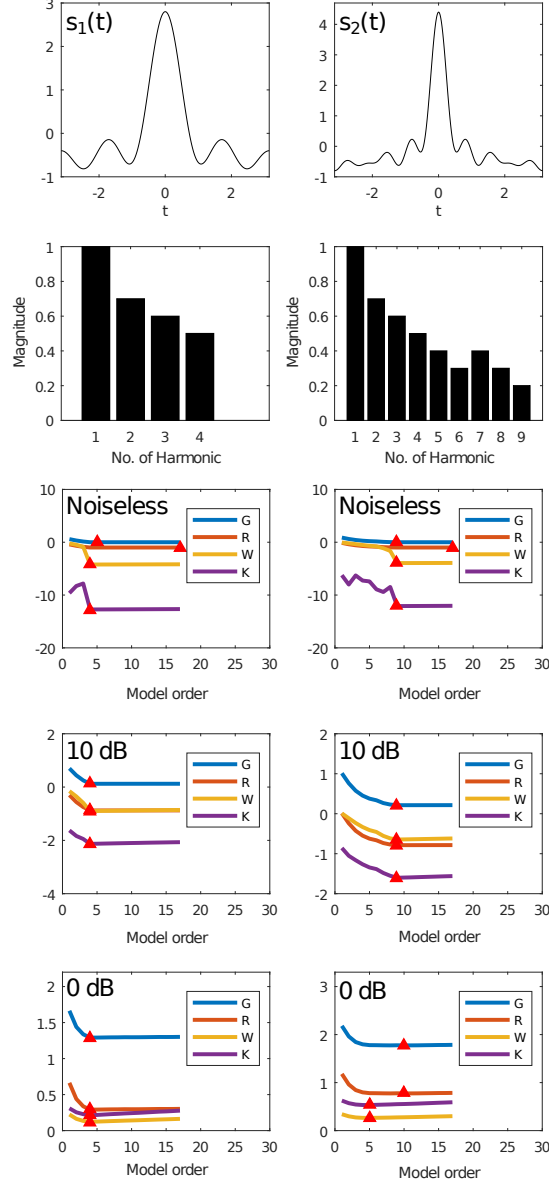 s1(t)
3
2
1
0
-1
-2 0 2
t
s2(t)
4
3
2
1
0
-1
-2 0 2
t
Magnitude
1
0.8
0.6
0.4
0.2
0
1 2 3 4
No. of Harmonic
Magnitude
1
0.8
0.6
0.4
0.2
0
1 2 3 4 5 6 7 8 9
No. of Harmonic
Noiseless
10
0
-10
-20
0 5 10 15 20 25 30
Model order
G
R
W
K
Noiseless
10
0
-10
-20
0 5 10 15 20 25 30
Model order
G
R
W
K
10 dB
2
0
-2
-4
0 5 10 15 20 25 30
Model order
G
R
W
K
10 dB
2
1
0
-1
-2
0 5 10 15 20 25 30
Model order
G
R
W
K
0 dB
2
1.5
1
0.5
0
0 5 10 15 20 25 30
Model order
G
R
W
K
0 dB
3
2
1
0
0 5 10 15 20 25 30
Model order
G
R
W
K